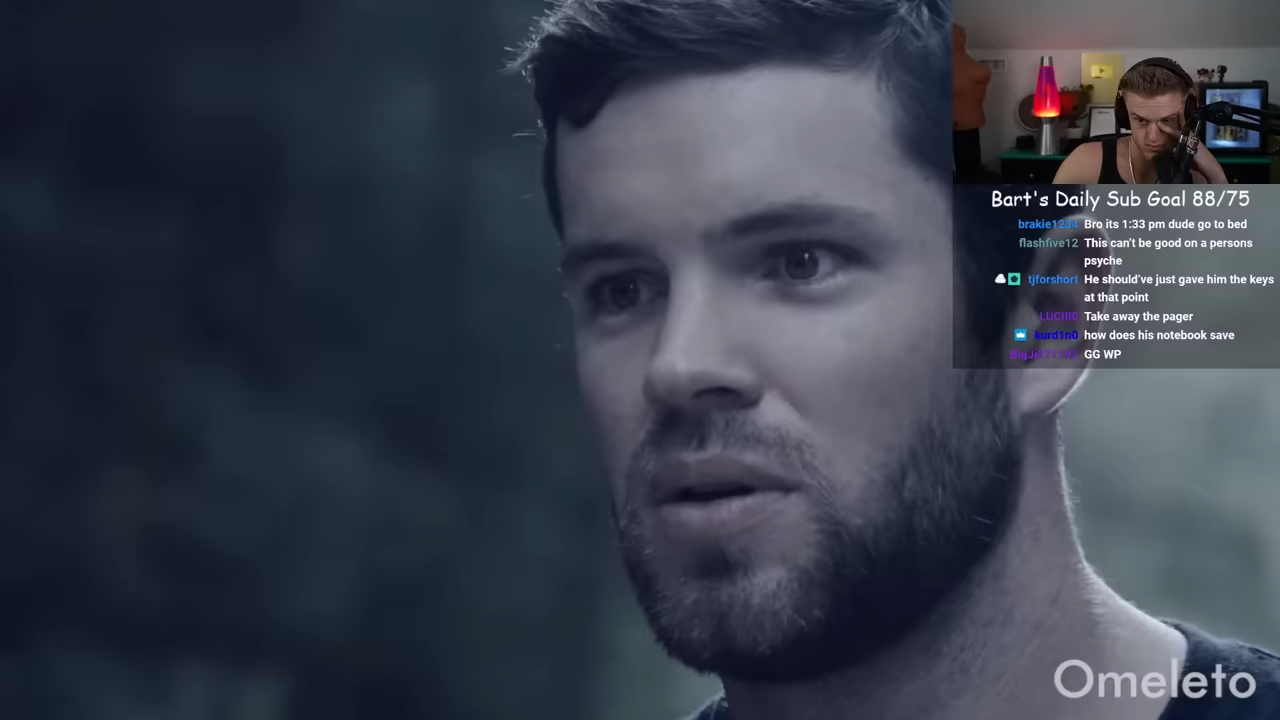 Bart's Daily Sub Goal 88/75
brakie1234 Bro its 1:33 pm dude go to bed
flashfive12 This can't be good on a persons
psyche
tjforshort He should've just gave him the keys
at that point
LUCIII0 Take away the pager
kurd1n0 how does his notebook save
GG WP
Omeleto